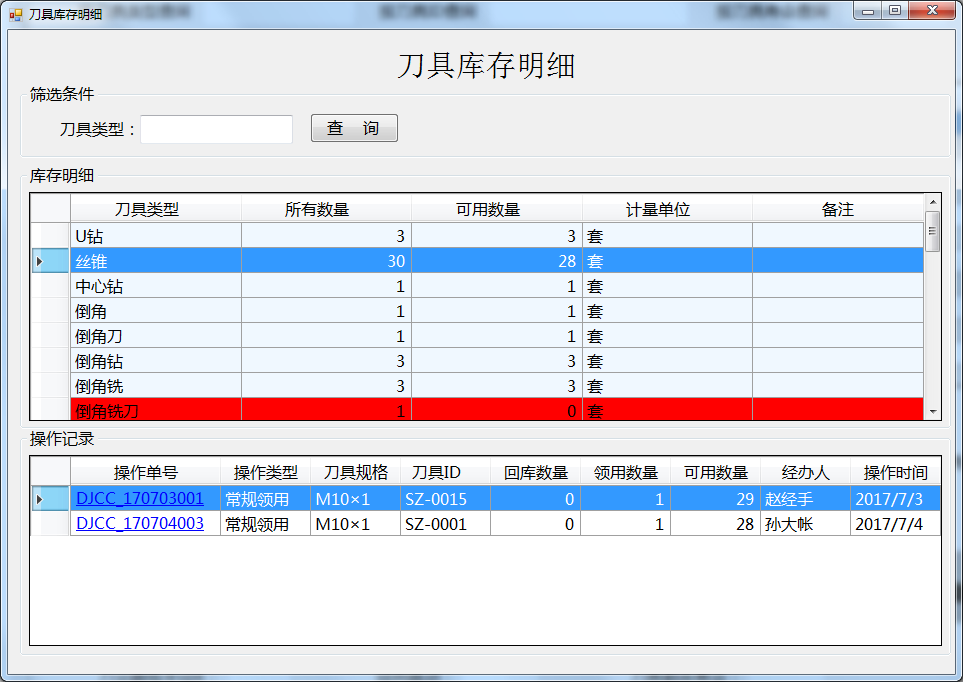 刀具库存明细
刀具库存明细
筛选条件
刀具类型： 查 询
库存明细
刀具类型 所有数量 可用数量 计量单位 备注
U钻 3 3 套
丝锥 30 28 套
中心钻 1 1 套
倒角 1 1 套
倒角刀 1 1 套
倒角钻 3 3 套
倒角铣 3 3 套
倒角铣刀 1 0 套
操作记录
操作单号 操作类型 刀具规格 刀具ID 回库数量 领用数量 可用数量 经办人 操作时间
DJCC_170703001 常规领用 M10×1 SZ-0015 0 1 29 赵经手 2017/7/3
DJCC_170704003 常规领用 M10×1 SZ-0001 0 1 28 孙大帐 2017/7/4